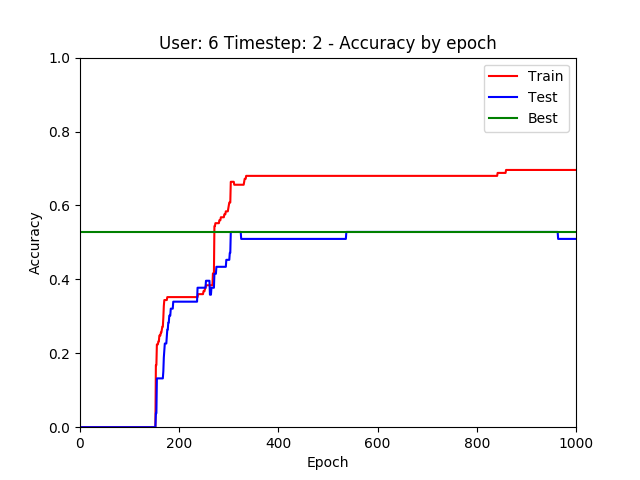 User: 6 Timestep: 2 - Accuracy by epoch
1.0
0.8
0.6
0.4
0.2
0.0
Accuracy
Train
Test
Best
0 200 400 600 800 1000
Epoch